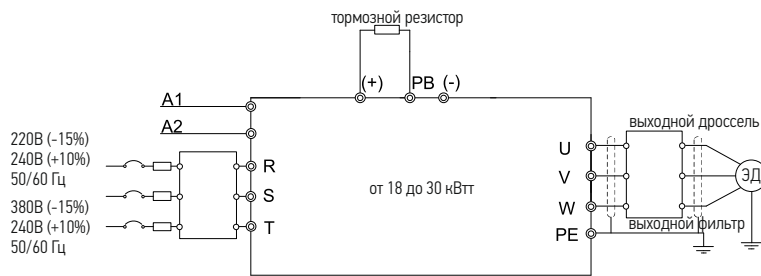 тормозной резистор
(+) PB (-)
A1
A2
220В (-15%)
240В (+10%)
50/60 Гц
380В (-15%)
240В (+10%)
50/60 Гц
R
S
T
от 18 до 30 кВтт
U
V
W
PE
выходной дроссель
выходной фильтр
ЭД